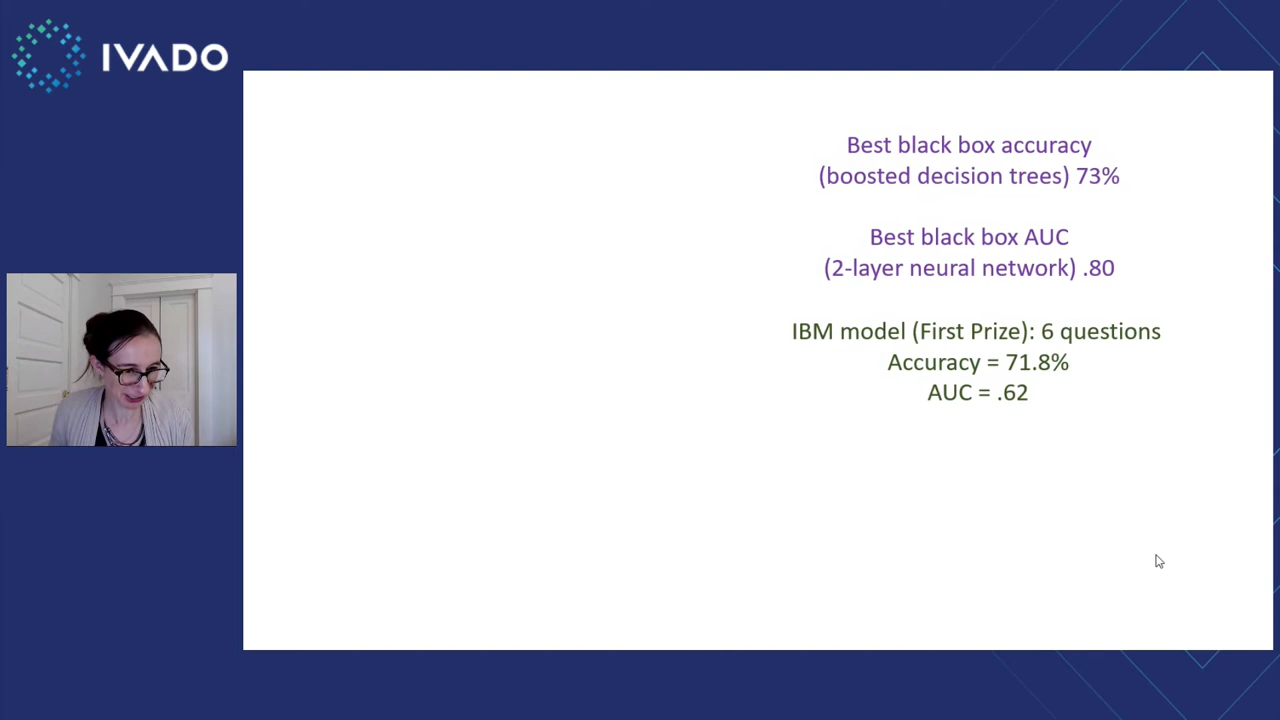 IVADO
Best black box accuracy
(boosted decision trees) 73%
Best black box AUC
(2-layer neural network) .80
IBM model (First Prize): 6 questions
Accuracy = 71.8%
AUC = .62